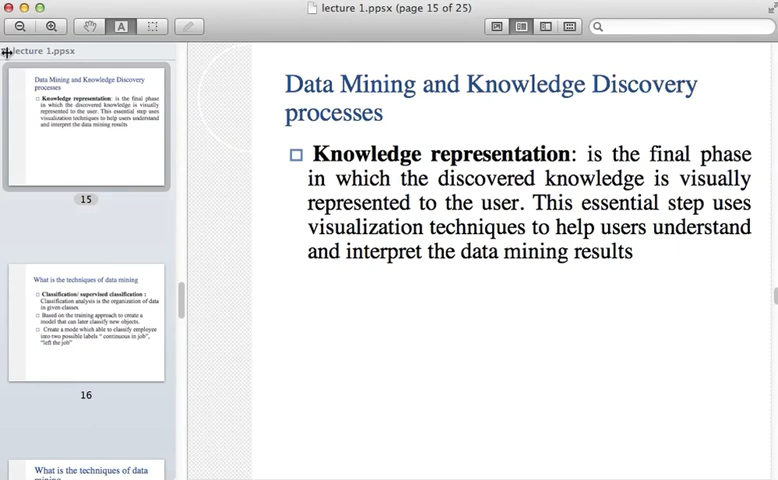 lecture 1.ppsx (page 15 of 25)
A
lecture 1.ppsx
Data Mining and Knowledge Discovery
processes
Knowledge representation: is the final phase
in which the discovered knowledge is visually
represented to the user. This essential step uses
visualization techniques to help users understand
and interpret the data mining results
15
What is the techniques of data mining
Classification/ supervised classification :
Classification analysis is the organization of data
in given classes
Based on the training approach to create a
model that can later classify new objects.
Create a mode which able to classify employee
into two possible labels " continuous in job",
"left the job"
16
What is the techniques of data
Data Mining and Knowledge Discovery
processes
Knowledge representation: is the final phase
in which the discovered knowledge is visually
represented to the user. This essential step uses
visualization techniques to help users understand
and interpret the data mining results